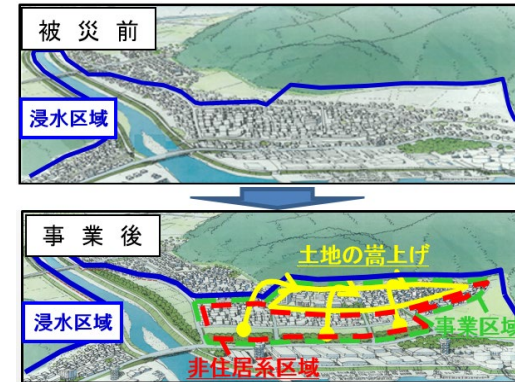 被災前
浸水区域
事業後
土地の嵩上げ
浸水区域
事業区域
非住居系区域